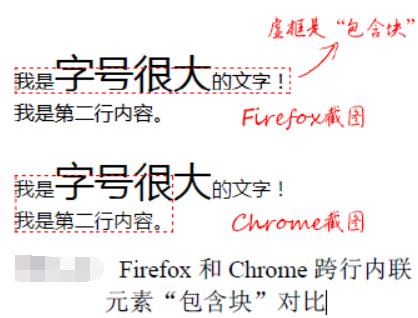 虚框是“包含块”
我是字号很大的文字！
我是第二行内容。
Firefox截图
我是字号很大的文字！
我是第二行内容。
Chrome截图
Firefox 和 Chrome 跨行内联
元素“包含块”对比